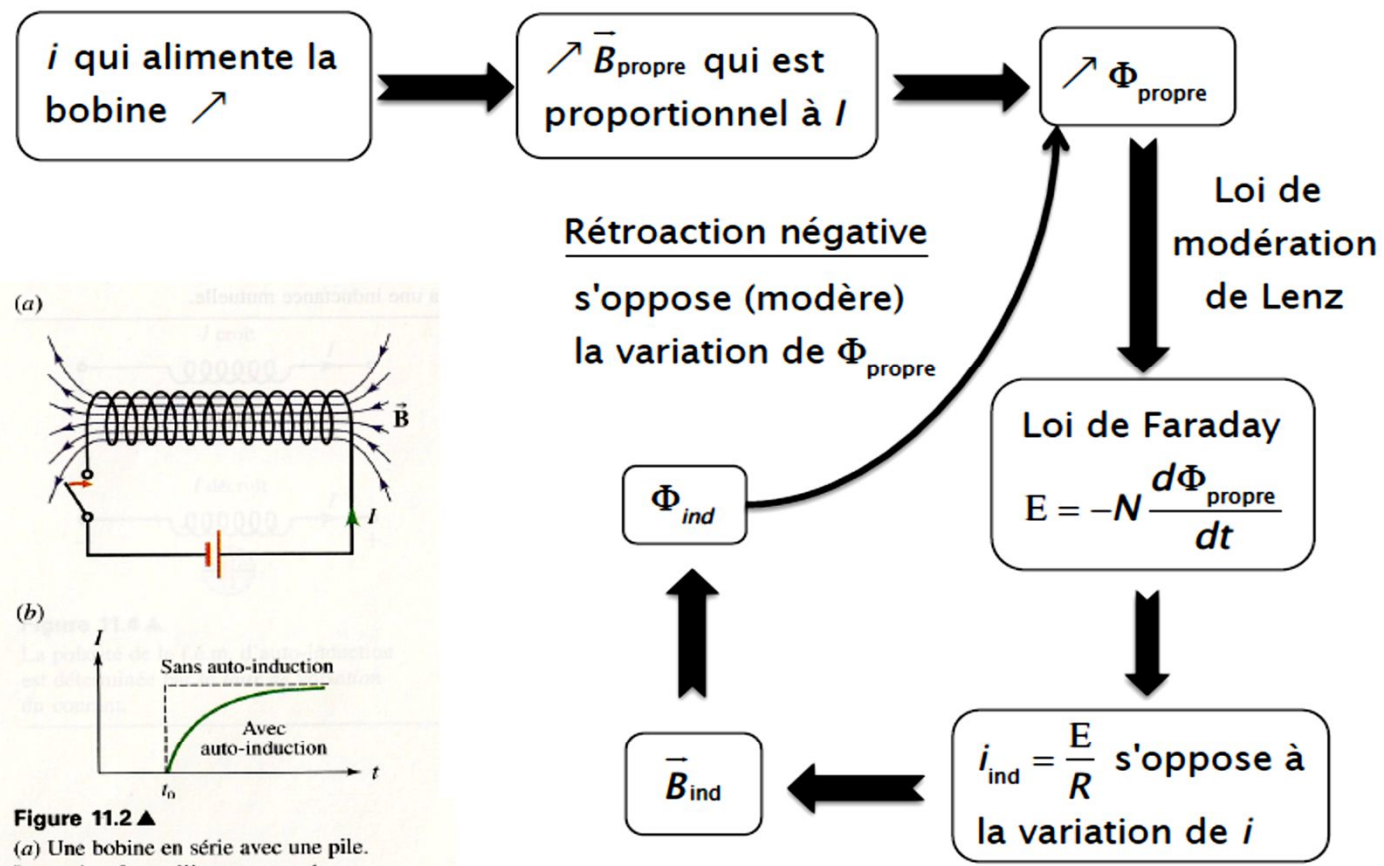 i qui alimente la
bobine ↗
↗ B⃗propre qui est
proportionnel à I
↗ Φpropre
Loi de
modération
de Lenz
Rétroaction négative
s'oppose (modère)
la variation de Φpropre
Loi de Faraday
E = –N dΦpropre/dt
Φind
B⃗ind
iind = E/R s'oppose à
la variation de i
(a)
B⃗
I
(b)
I
Sans auto-induction
Avec
auto-induction
t
t₀
Figure 11.2 ▲
(a) Une bobine en série avec une pile.